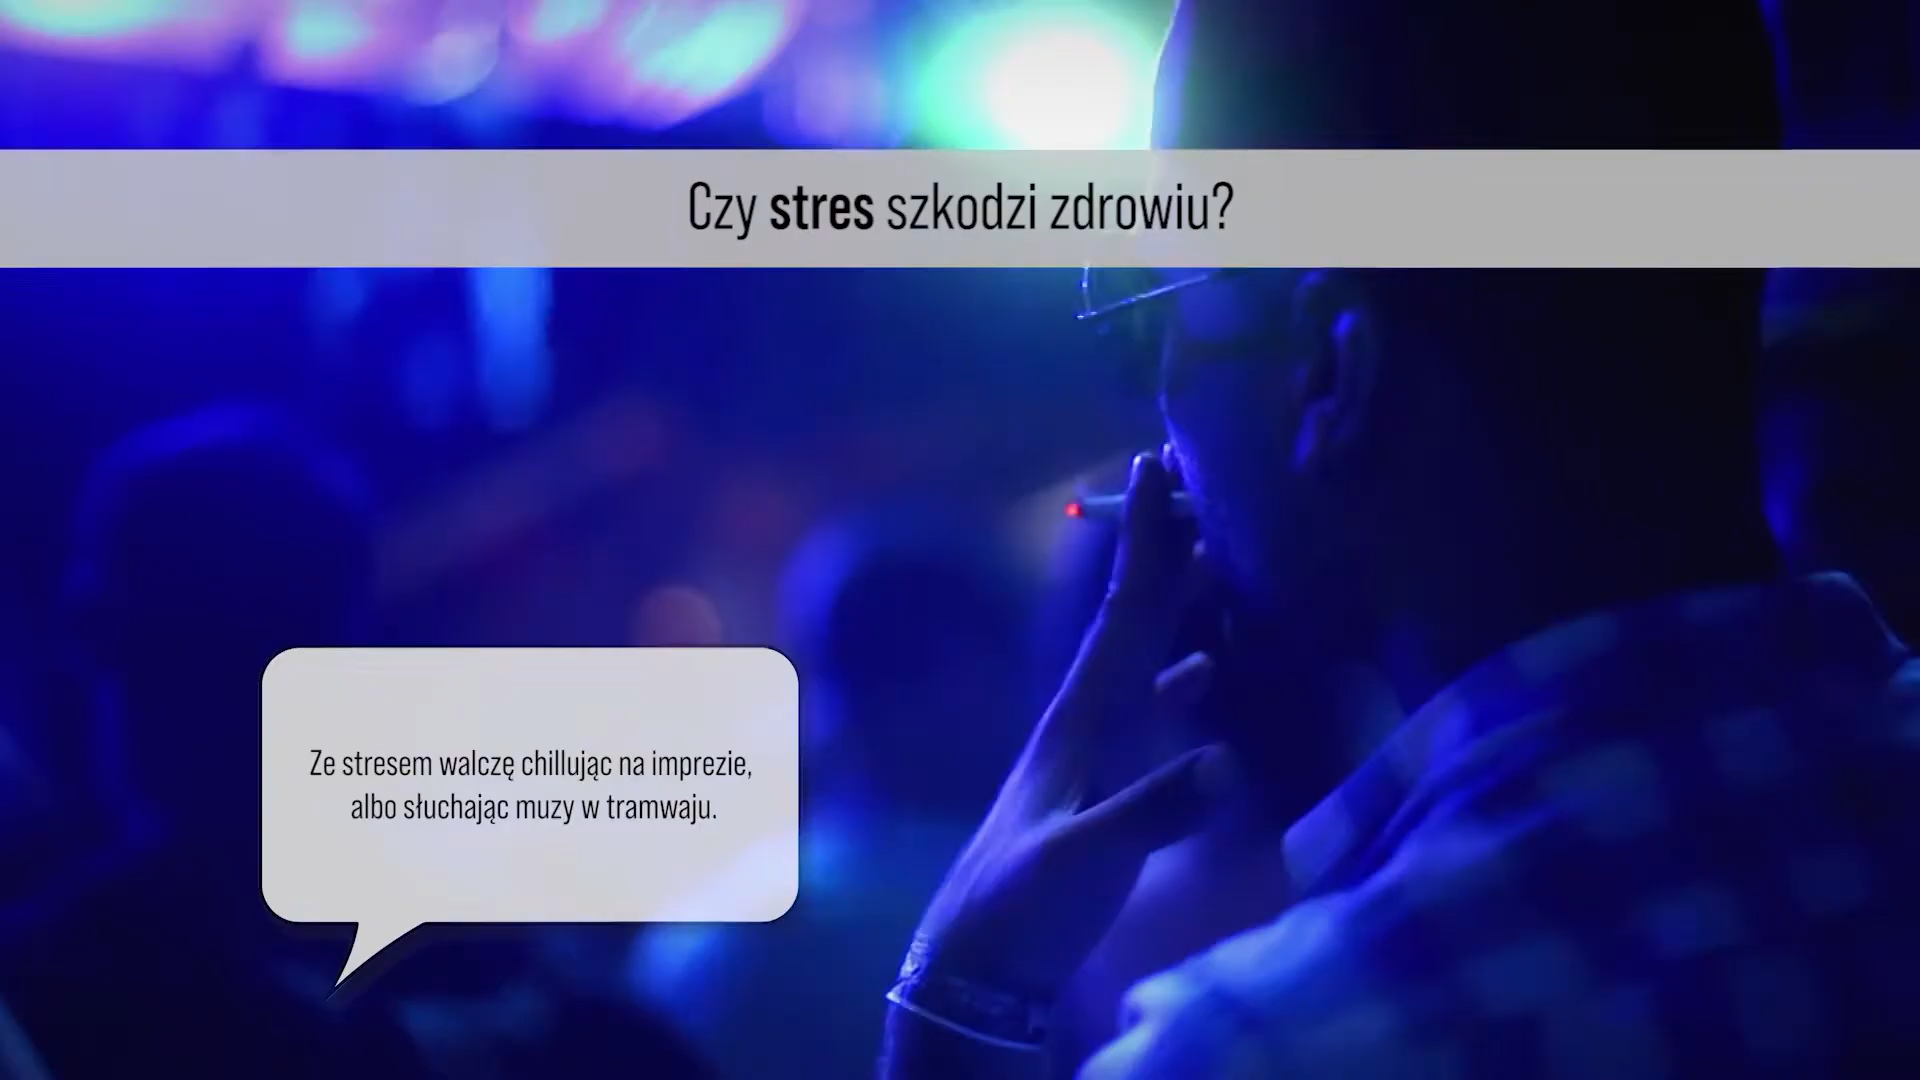 Czy stres szkodzi zdrowiu?
Ze stresem walczę chillując na imprezie,
albo słuchając muzy w tramwaju.